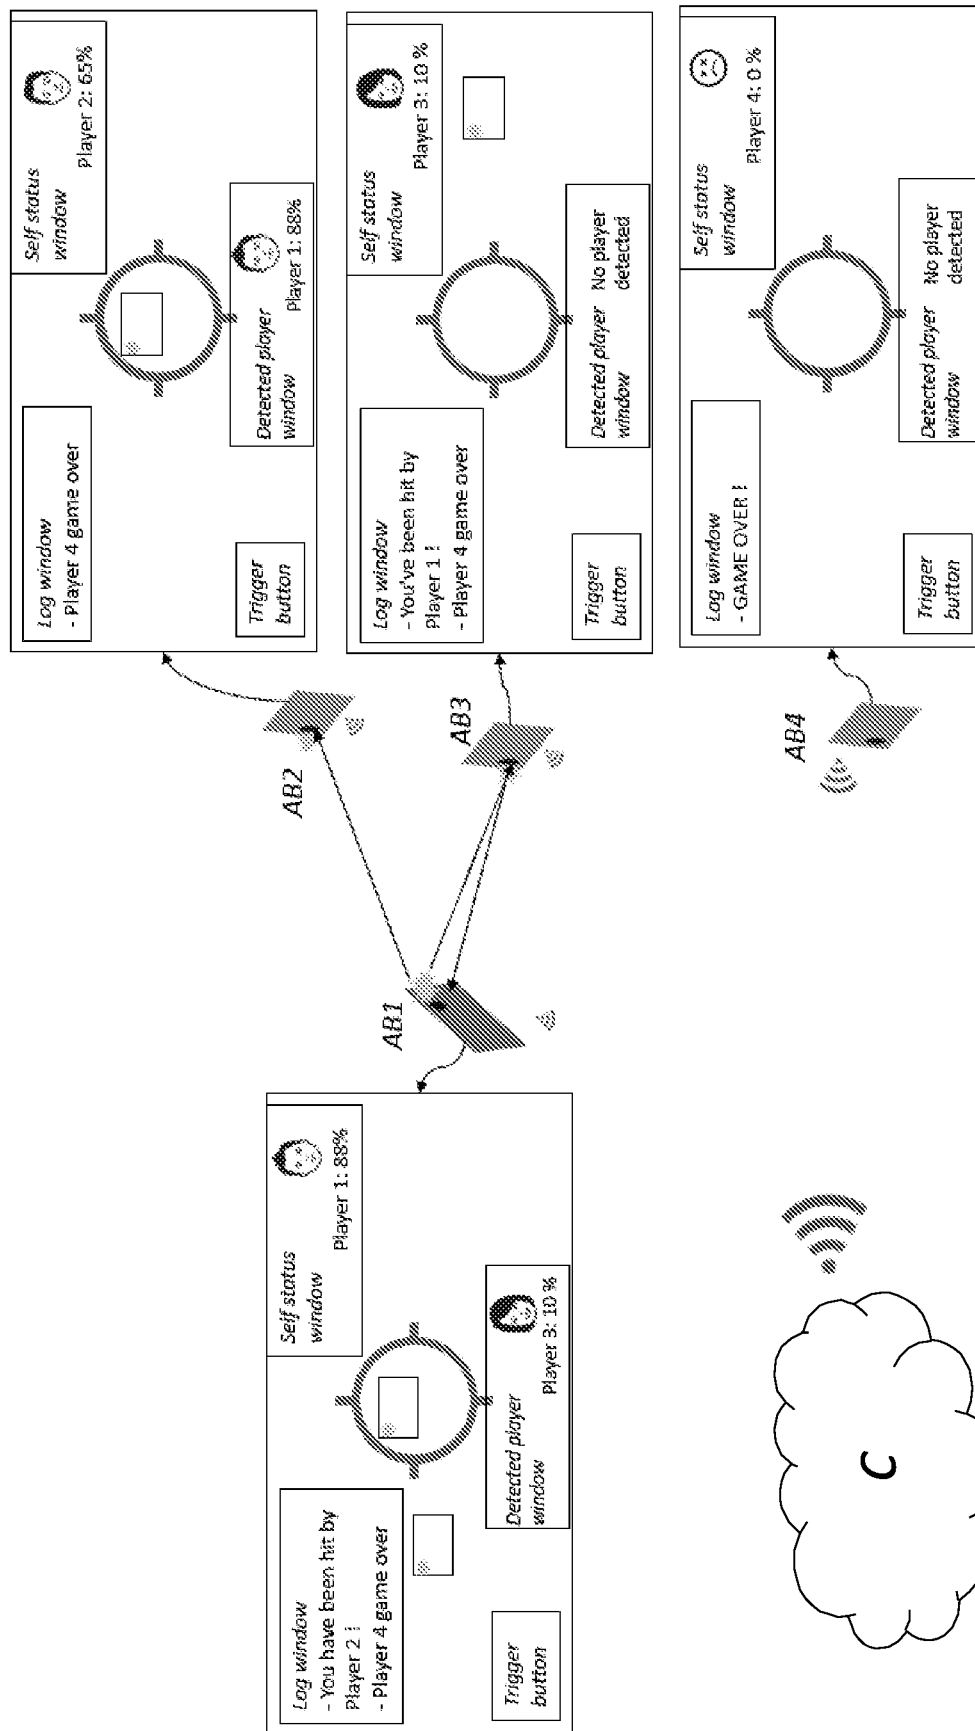 Log window
- You have been hit by
Player 2 !
- Player 4 game over
Self status
window
Player 1: 88%
Trigger
button
Detected player
window
Player 3: 10 %
C
AB1
AB2
AB3
AB4
Log window
- Player 4 game over
Self status
window
Player 2: 65%
Trigger
button
Detected player
window
Player 1: 88%
Log window
- You've been hit by
Player 1 !
- Player 4 game over
Self status
window
Player 3: 10 %
Trigger
button
Detected player
window
No player
detected
Log window
- GAME OVER !
Self status
window
Player 4: 0 %
Trigger
button
Detected player
window
No player
detected